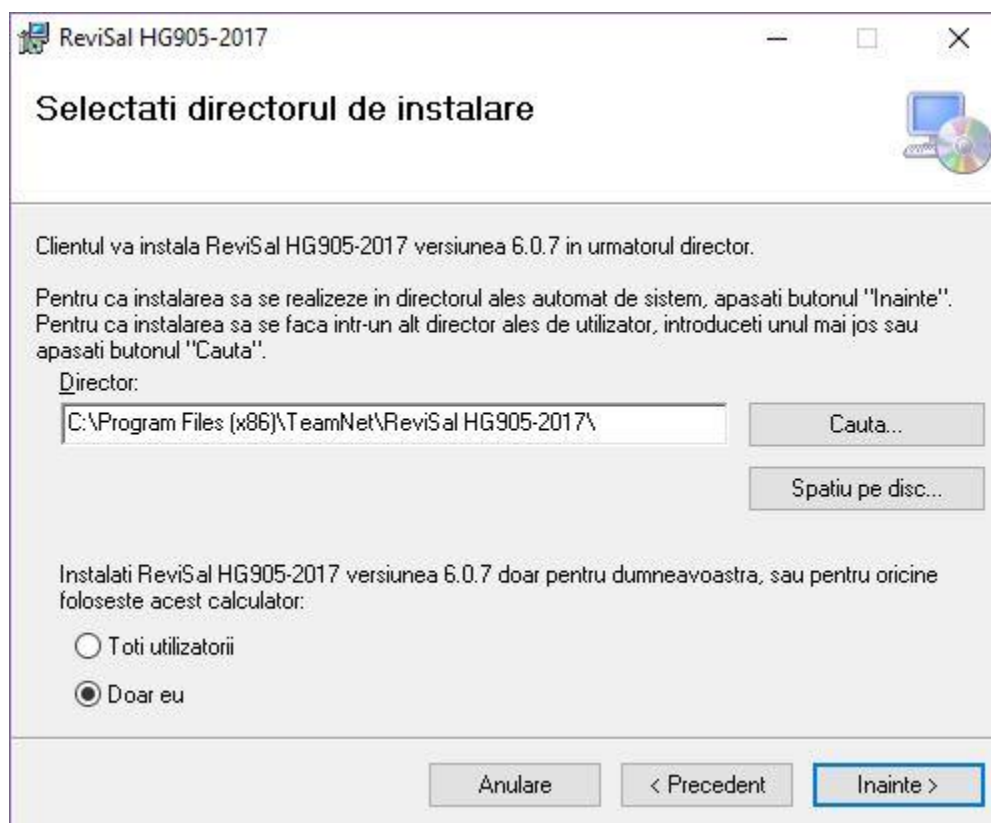 ReviSal HG905-2017
Selectati directorul de instalare
Clientul va instala ReviSal HG905-2017 versiunea 6.0.7 in urmatorul director.
Pentru ca instalarea sa se realizeze in directorul ales automat de sistem, apasati butonul "Inainte".
Pentru ca instalarea sa se faca intr-un alt director ales de utilizator, introduceti unul mai jos sau
apasati butonul "Cauta".
Director:
C:\Program Files (x86)\TeamNet\ReviSal HG905-2017\
Cauta...
Spatiu pe disc...
Instalati ReviSal HG905-2017 versiunea 6.0.7 doar pentru dumneavoastra, sau pentru oricine
foloseste acest calculator:
Toti utilizatorii
Doar eu
Anulare
< Precedent
Inainte >